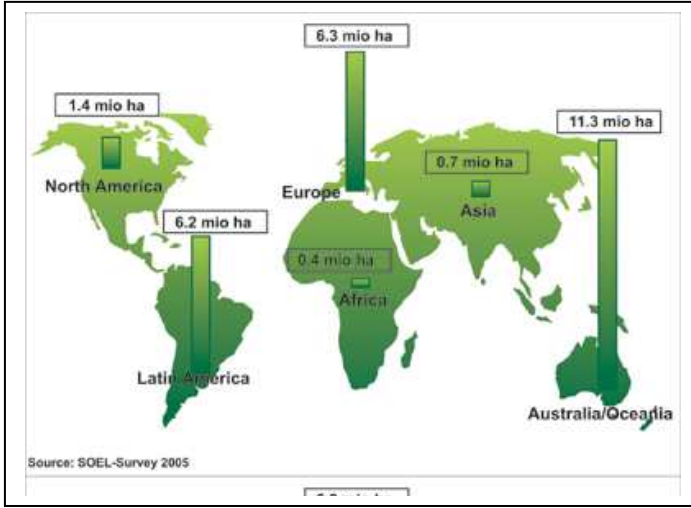 6.3 mio ha
1.4 mio ha
11.3 mio ha
0.7 mio ha
North America
Europe
Asia
6.2 mio ha
0.4 mio ha
Africa
Latin America
Australia/Oceania
Source: SOEL-Survey 2005